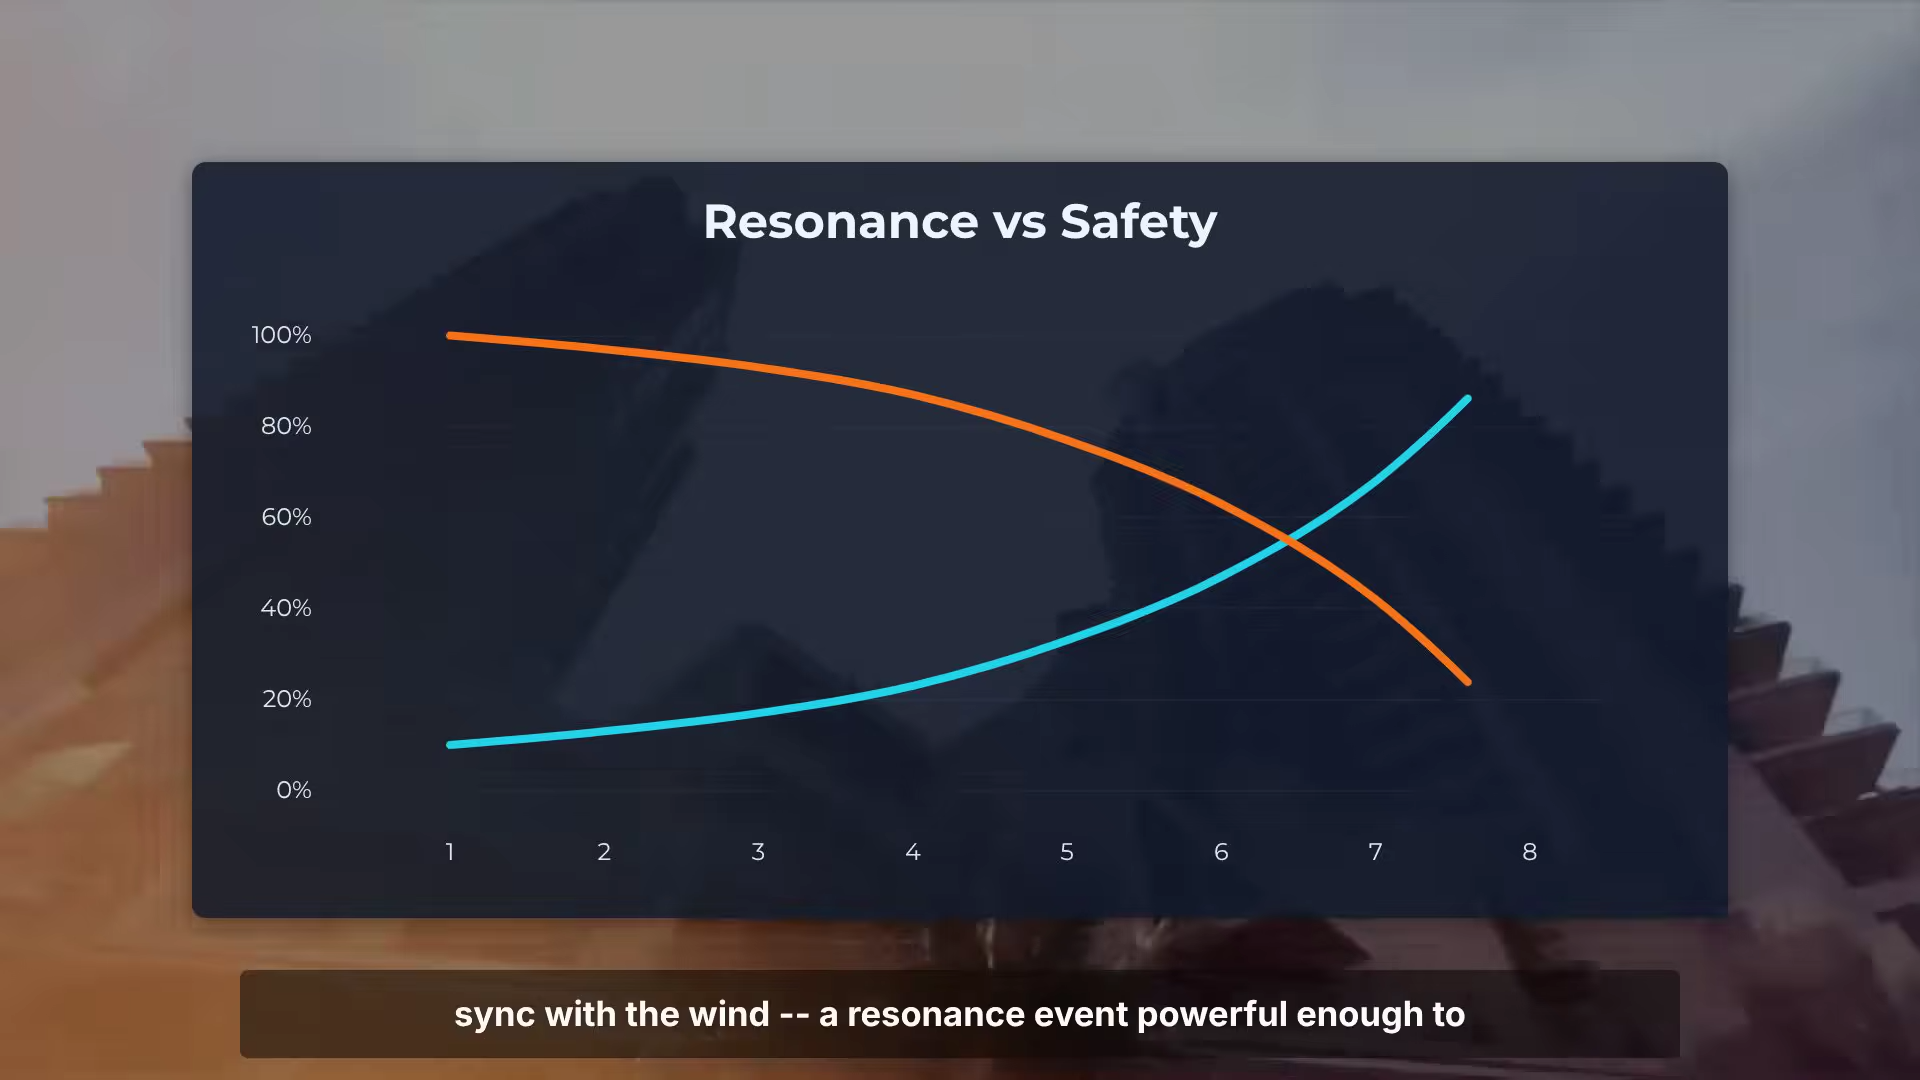 Resonance vs Safety
100%
80%
60%
40%
20%
0%
1 2 3 4 5 6 7 8
sync with the wind -- a resonance event powerful enough to